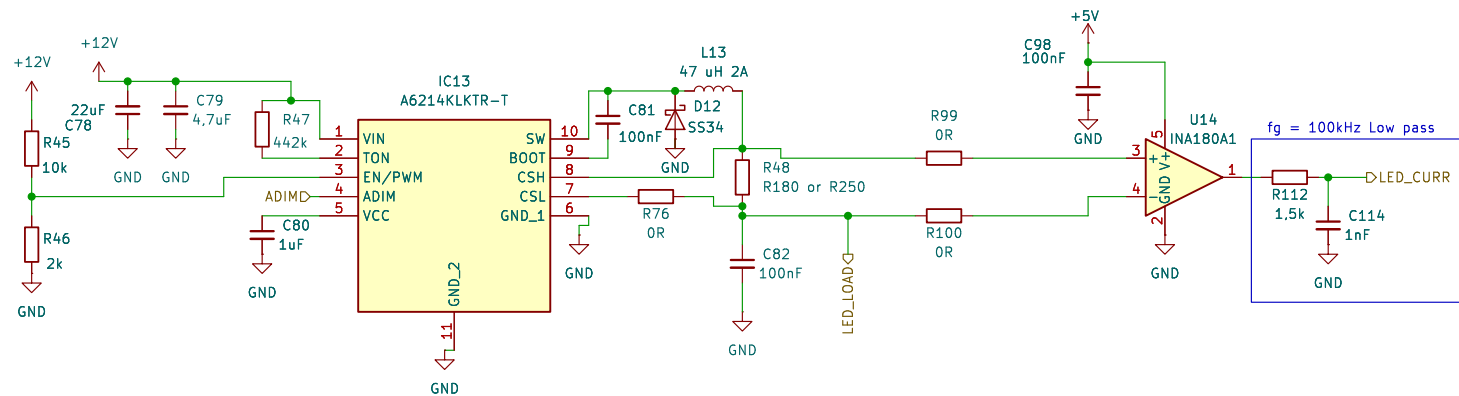 +12V
R45
10k
R46
2k
GND
+12V
22uF
C78
GND
C79
4,7uF
GND
R47
442k
ADIM
C80
1uF
GND
IC13
A6214KLKTR-T
1
VIN
2
TON
3
EN/PWM
4
ADIM
5
VCC
SW
10
BOOT
9
CSH
8
CSL
7
GND_1
6
GND_2
11
GND
C81
100nF
D12
SS34
GND
L13
47 uH 2A
R48
R180 or R250
R76
0R
GND
C82
100nF
GND
LED_LOAD
R99
0R
R100
0R
+5V
C98
100nF
GND
U14
INA180A1
3
+
4
-
5
V+
GND
2
1
GND
fg = 100kHz Low pass
R112
1,5k
C114
1nF
GND
LED_CURR